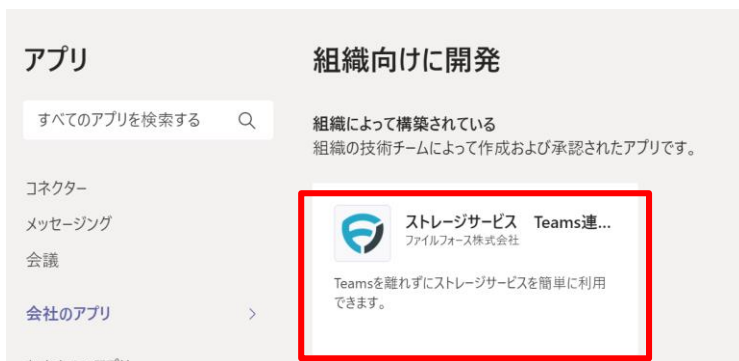 アプリ
すべてのアプリを検索する
コネクター
メッセージング
会議
会社のアプリ
組織向けに開発
組織によって構築されている
組織の技術チームによって作成および承認されたアプリです。
ストレージサービス　Teams連...
ファイルフォース株式会社
Teamsを離れずにストレージサービスを簡単に利用
できます。